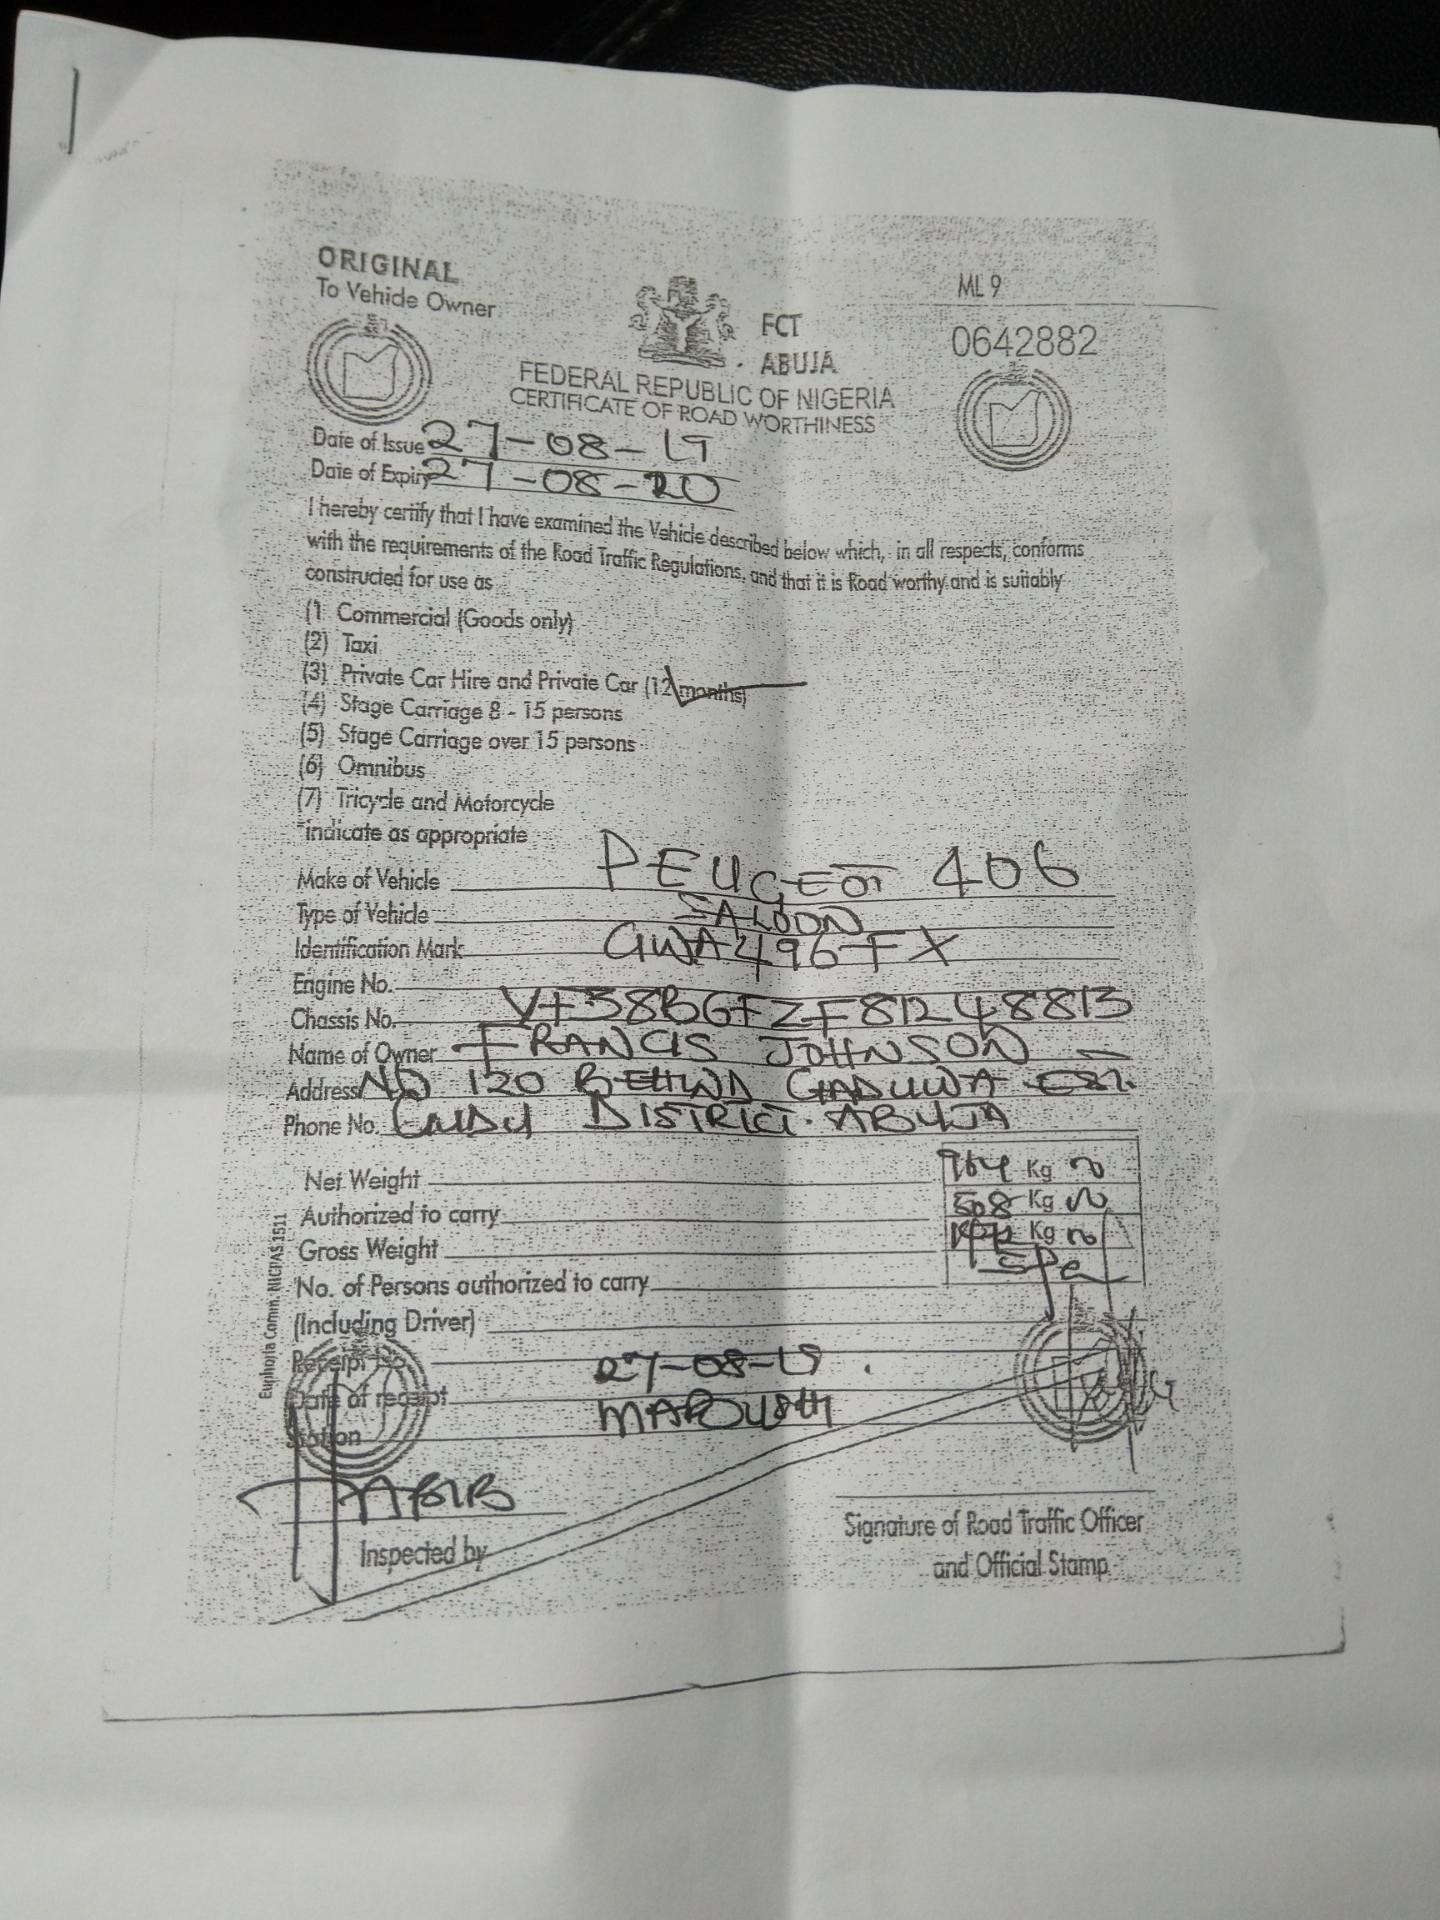 ORIGINAL
To Vehicle Owner
ML 9
FCT
ABUJA
0642882
FEDERAL REPUBLIC OF NIGERIA
CERTIFICATE OF ROAD WORTHINESS
Date of Issue 27-08-19
Date of Expiry 27-08-20
I hereby certify that I have examined the Vehicle described below which, in all respects, conforms
with the requirements of the Road Traffic Regulations, and that it is Road worthy and is suitably
constructed for use as
(1 Commercial (Goods only)
(2) Taxi
(3) Private Car Hire and Private Car (12 months)
(4) Stage Carriage 8 - 15 persons
(5) Stage Carriage over 15 persons
(6) Omnibus
(7) Tricycle and Motorcycle
*indicate as appropriate
Make of Vehicle PEUGEOT 406
Type of Vehicle SALOON
Identification Mark GWA496FX
Engine No.
Chassis No. VF38BGFZF81248813
Name of Owner FRANCIS JOHNSON
Address NO 120 BEHIND GADUWA EST.
Phone No. DISTRICT. ABUJA
Net Weight Kg
Authorized to carry 508 Kg
Gross Weight Kg
No. of Persons authorized to carry
(Including Driver)
Receipt No.
27-08-19
Date of receipt
Station
Euphoria Comm. NICPAS 1511
Inspected by
Signature of Road Traffic Officer
and Official Stamp